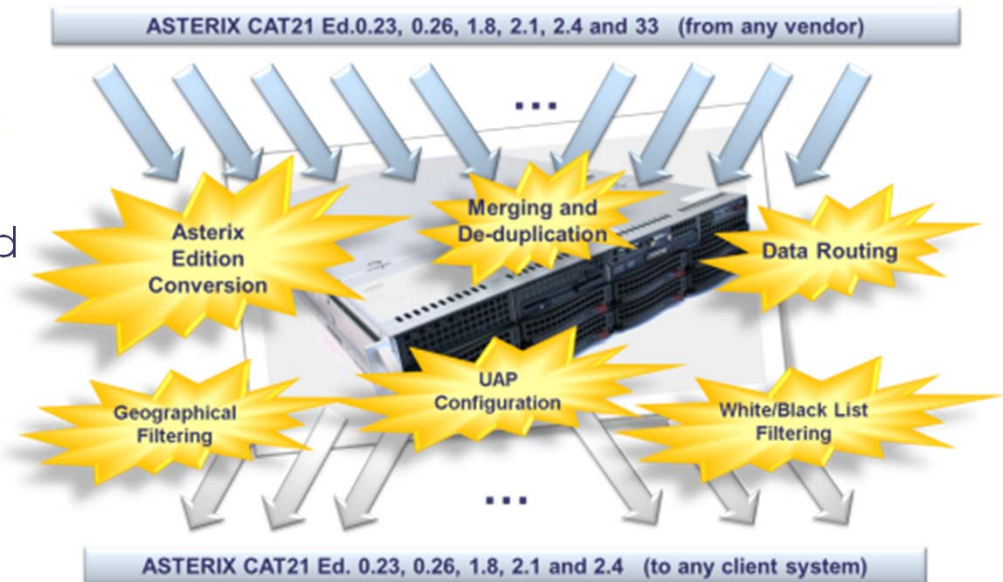 ASTERIX CAT21 Ed.0.23, 0.26, 1.8, 2.1, 2.4 and 33 (from any vendor)
...
Asterix
Edition
Conversion
Merging and
De-duplication
Data Routing
d
Geographical
Filtering
UAP
Configuration
White/Black List
Filtering
...
ASTERIX CAT21 Ed. 0.23, 0.26, 1.8, 2.1 and 2.4 (to any client system)